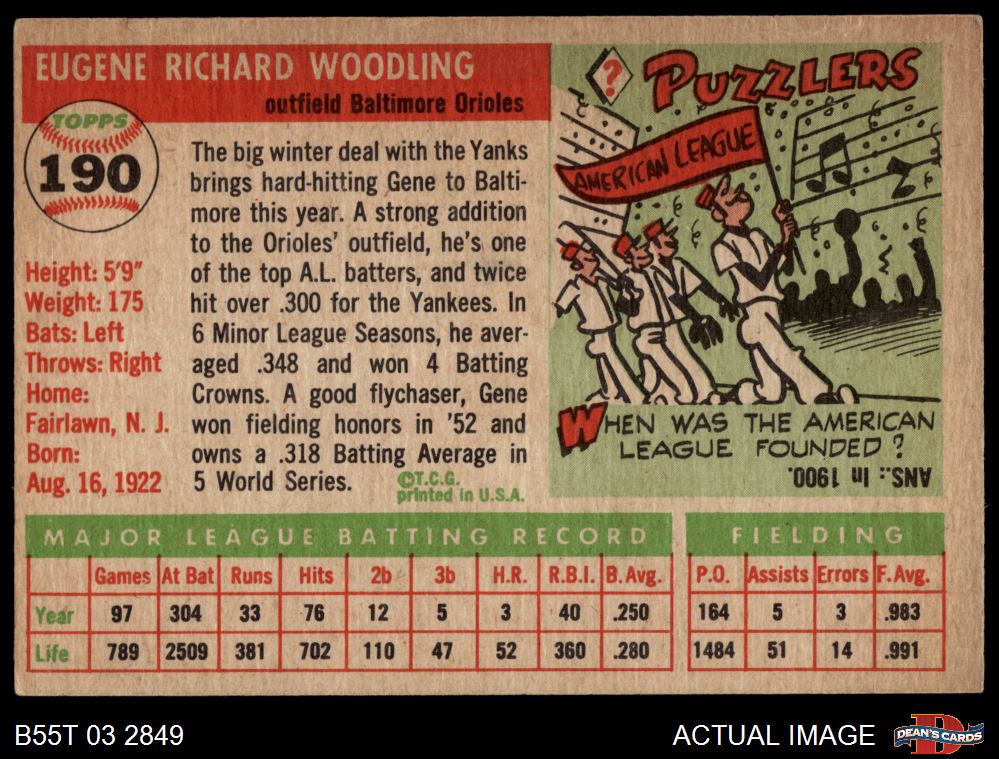 EUGENE RICHARD WOODLING
outfield Baltimore Orioles
TOPPS
190
Height: 5'9"
Weight: 175
Bats: Left
Throws: Right
Home:
Fairlawn, N. J.
Born:
Aug. 16, 1922
The big winter deal with the Yanks
brings hard-hitting Gene to Balti-
more this year. A strong addition
to the Orioles' outfield, he's one
of the top A.L. batters, and twice
hit over .300 for the Yankees. In
6 Minor League Seasons, he aver-
aged .348 and won 4 Batting
Crowns. A good flychaser, Gene
won fielding honors in '52 and
owns a .318 Batting Average in
5 World Series.
©T.C.G.
printed in U.S.A.
? PUZZLERS
AMERICAN LEAGUE
WHEN WAS THE AMERICAN
LEAGUE FOUNDED?
ANS.: In 1900.
MAJOR LEAGUE BATTING RECORD FIELDING
Games At Bat Runs Hits 2b 3b H.R. R.B.I. B. Avg. P.O. Assists Errors F. Avg.
Year 97 304 33 76 12 5 3 40 .250 164 5 3 .983
Life 789 2509 381 702 110 47 52 360 .280 1484 51 14 .991
B55T 03 2849 ACTUAL IMAGE
DEAN'S CARDS